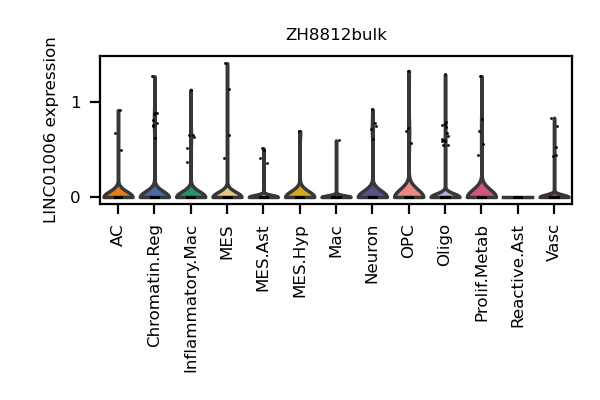 ZH8812bulk
LINC01006 expression
1
0
AC
Chromatin.Reg
Inflammatory.Mac
MES
MES.Ast
MES.Hyp
Mac
Neuron
OPC
Oligo
Prolif.Metab
Reactive.Ast
Vasc